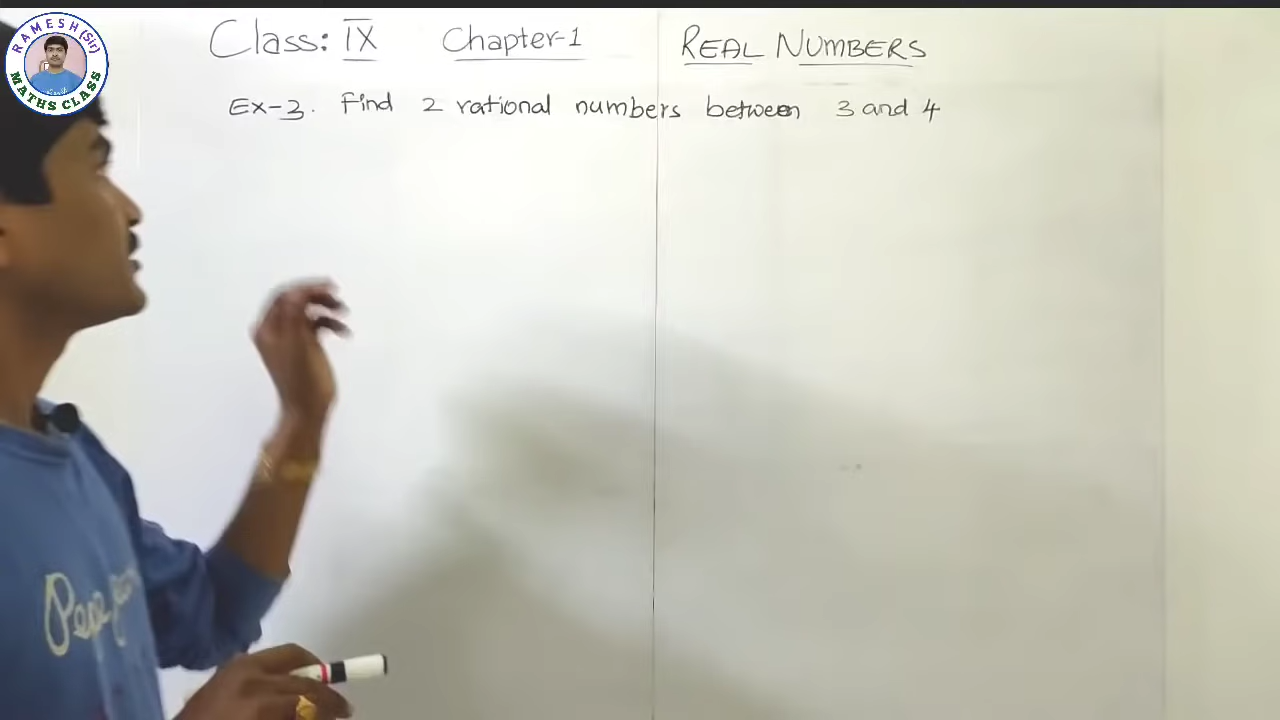 RAMESH (Sir)
MATHS CLASS
Class: IX Chapter-1 REAL NUMBERS
Ex-3. Find 2 rational numbers between 3 and 4